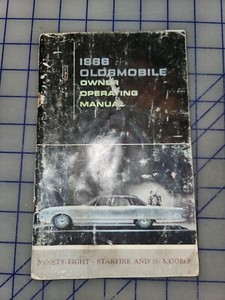 1966 OLDSMOBILE
OWNER
OPERATING
MANUAL
NINETY-EIGHT - STARFIRE AND 88 MODELS